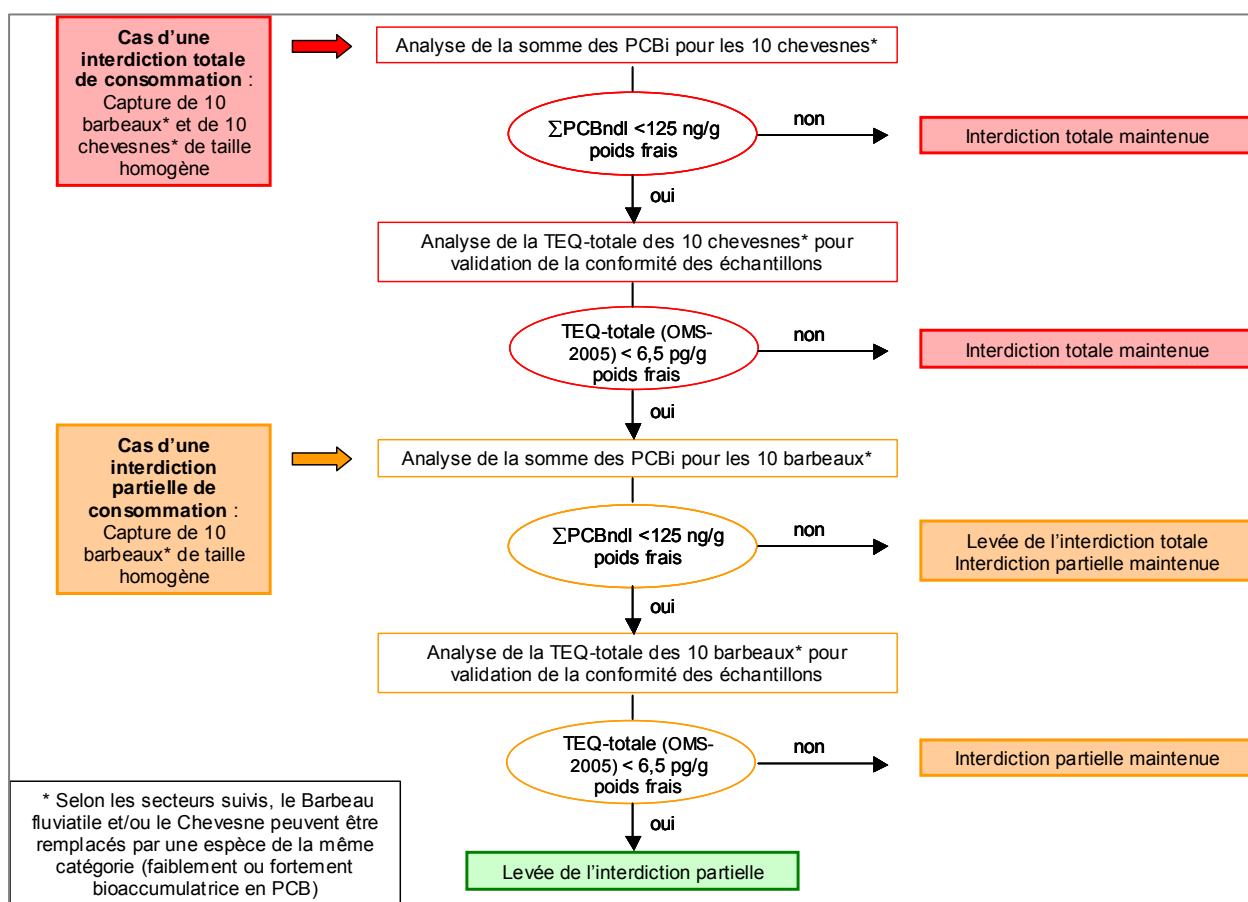 Cas d'une
interdiction totale
de consommation :
Capture de 10
barbeaux* et de 10
chevesnes* de taille
homogène
Analyse de la somme des PCBi pour les 10 chevesnes*
∑PCBndl <125 ng/g
poids frais
non
Interdiction totale maintenue
oui
Analyse de la TEQ-totale des 10 chevesnes* pour
validation de la conformité des échantillons
TEQ-totale (OMS-
2005) < 6,5 pg/g
poids frais
non
Interdiction totale maintenue
oui
Cas d'une
interdiction
partielle de
consommation :
Capture de 10
barbeaux* de taille
homogène
Analyse de la somme des PCBi pour les 10 barbeaux*
∑PCBndl <125 ng/g
poids frais
non
Levée de l'interdiction totale
Interdiction partielle maintenue
oui
Analyse de la TEQ-totale des 10 barbeaux* pour
validation de la conformité des échantillons
TEQ-totale (OMS-
2005) < 6,5 pg/g
poids frais
non
Interdiction partielle maintenue
oui
Levée de l'interdiction partielle
* Selon les secteurs suivis, le Barbeau
fluviatile et/ou le Chevesne peuvent être
remplacés par une espèce de la même
catégorie (faiblement ou fortement
bioaccumulatrice en PCB)